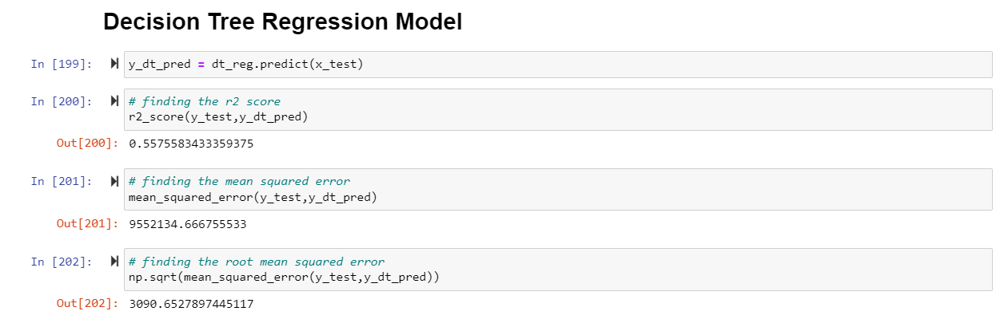 Decision Tree Regression Model
In [199]: y_dt_pred = dt_reg.predict(x_test)
In [200]: # finding the r2 score
r2_score(y_test,y_dt_pred)
Out[200]: 0.5575583433359375
In [201]: # finding the mean squared error
mean_squared_error(y_test,y_dt_pred)
Out[201]: 9552134.666755533
In [202]: # finding the root mean squared error
np.sqrt(mean_squared_error(y_test,y_dt_pred))
Out[202]: 3090.6527897445117